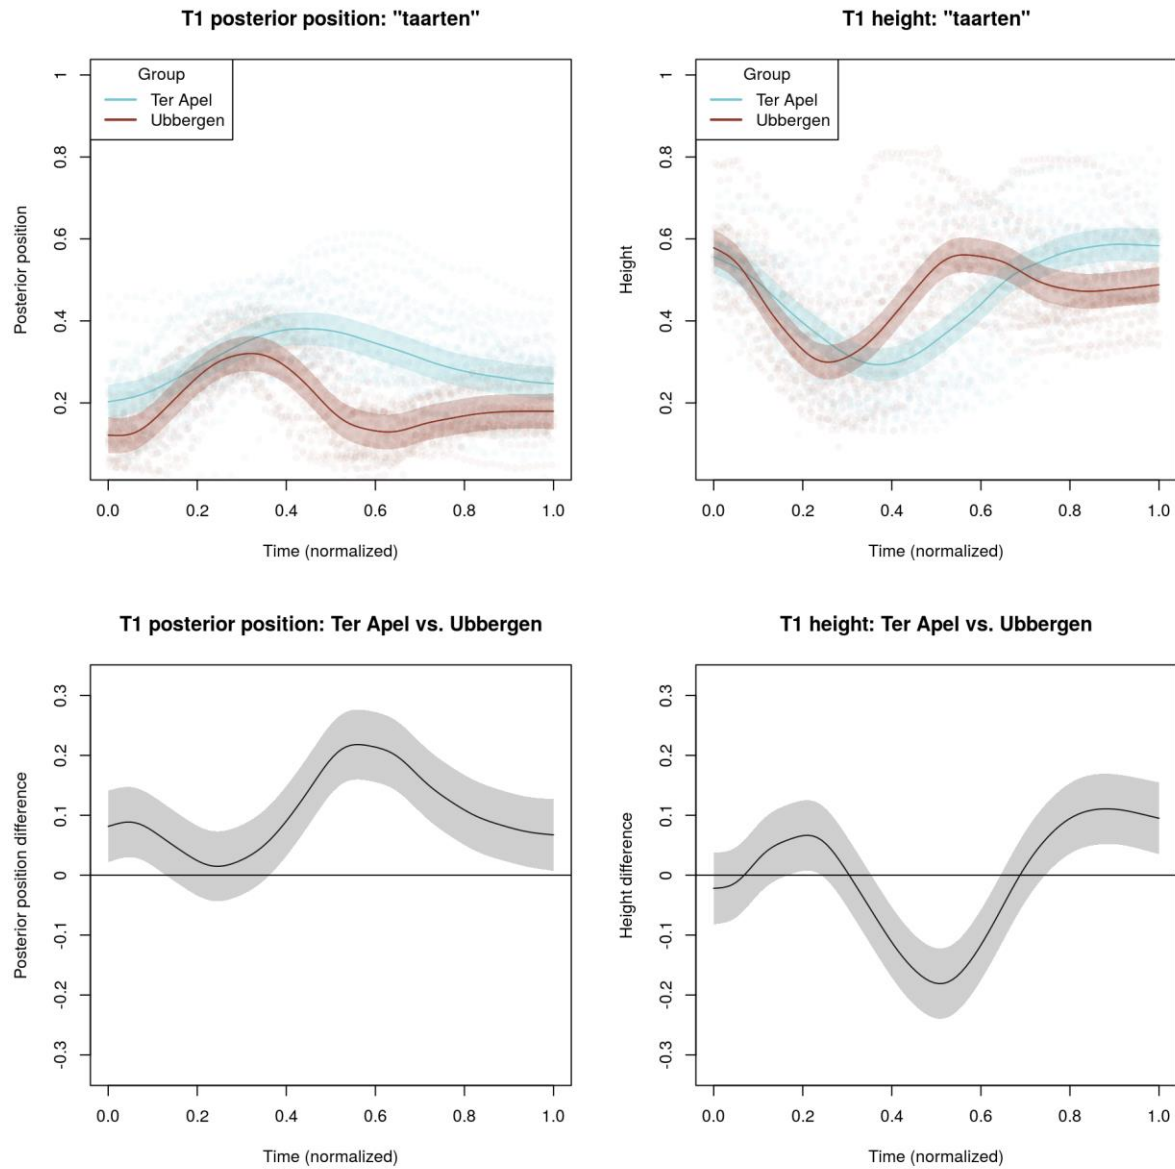 T1 posterior position: "taarten"
Group
Ter Apel
Ubbergen
Posterior position
1
0.8
0.6
0.4
0.2
0.0 0.2 0.4 0.6 0.8 1.0
Time (normalized)
T1 height: "taarten"
Group
Ter Apel
Ubbergen
Height
1
0.8
0.6
0.4
0.2
0.0 0.2 0.4 0.6 0.8 1.0
Time (normalized)
T1 posterior position: Ter Apel vs. Ubbergen
Posterior position difference
0.3
0.2
0.1
0
-0.1
-0.2
-0.3
0.0 0.2 0.4 0.6 0.8 1.0
Time (normalized)
T1 height: Ter Apel vs. Ubbergen
Height difference
0.3
0.2
0.1
0
-0.1
-0.2
-0.3
0.0 0.2 0.4 0.6 0.8 1.0
Time (normalized)